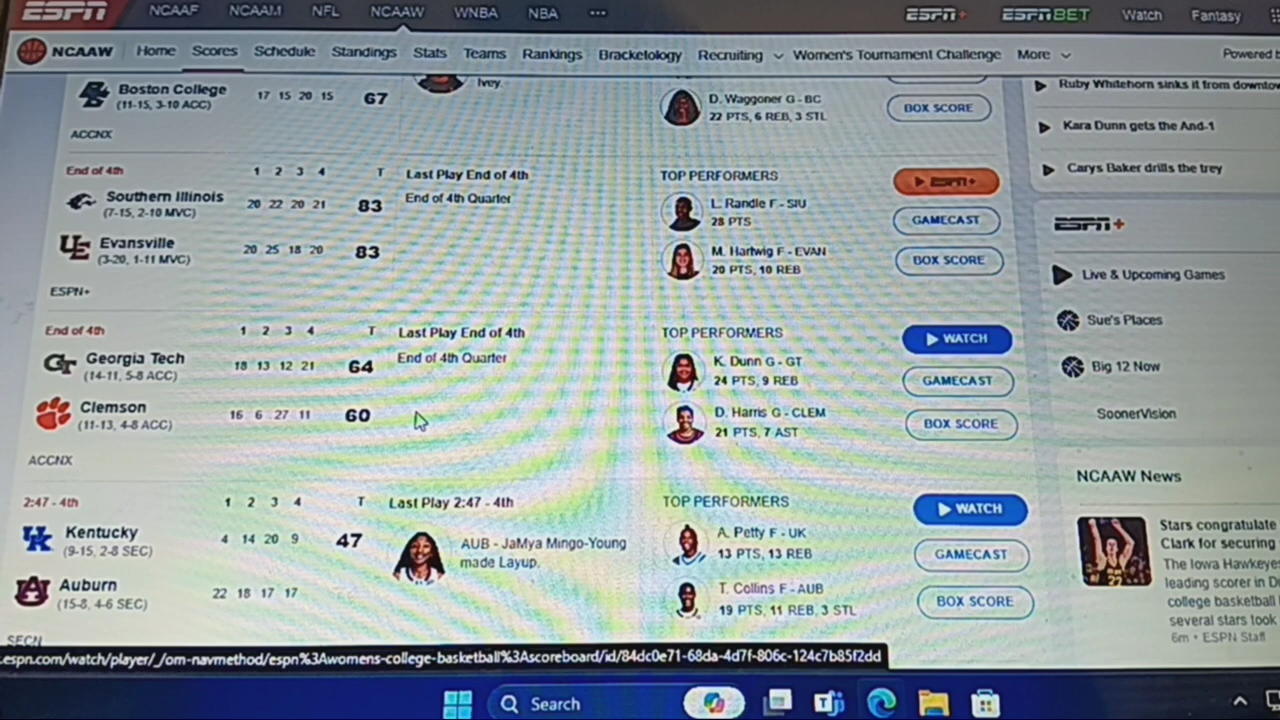 ESPN NCAAF NCAAM NFL NCAAW WNBA NBA ••• ESPN+ ESPNBET Watch Fantasy
NCAAW Home Scores Schedule Standings Stats Teams Rankings Bracketology Recruiting Women's Tournament Challenge More Powered
Boston College 17 15 20 15 67 Ivey. D. Waggoner G - BC BOX SCORE
(11-15, 3-10 ACC) 22 PTS, 6 REB, 3 STL
ACCNX
End of 4th 1 2 3 4 T Last Play End of 4th TOP PERFORMERS ESPN+
Southern Illinois 20 22 20 21 83 End of 4th Quarter L. Randle F - SIU GAMECAST
(7-15, 2-10 MVC) 28 PTS
Evansville 20 25 18 20 83 M. Hartwig F - EVAN BOX SCORE
(3-20, 1-11 MVC) 20 PTS, 10 REB
ESPN+
End of 4th 1 2 3 4 T Last Play End of 4th TOP PERFORMERS WATCH
Georgia Tech 18 13 12 21 64 End of 4th Quarter K. Dunn G - GT GAMECAST
(14-11, 5-8 ACC) 24 PTS, 9 REB
Clemson 16 6 27 11 60 D. Harris G - CLEM BOX SCORE
(11-13, 4-8 ACC) 21 PTS, 7 AST
ACCNX
2:47 - 4th 1 2 3 4 T Last Play 2:47 - 4th TOP PERFORMERS WATCH
Kentucky 4 14 20 9 47 AUB - JaMya Mingo-Young A. Petty F - UK GAMECAST
(9-15, 2-8 SEC) made Layup. 13 PTS, 13 REB
Auburn 22 18 17 17 T. Collins F - AUB BOX SCORE
(15-8, 4-6 SEC) 19 PTS, 11 REB, 3 STL
SECN
Ruby Whitehorn sinks it from
Kara Dunn gets the And-1
Carys Baker drills the trey
ESPN+
Live & Upcoming Games
Sue's Places
Big 12 Now
SoonerVision
NCAAW News
Stars congratulate
Clark for securing
The Iowa Hawkeye
leading scorer in D
college basketball
several stars took
6m • ESPN Staff
.espn.com/watch/player/_/om-navmethod/espn%3Awomens-college-basketball%3Ascoreboard/id/84dc0e71-68da-4d7f-806c-124c7b85f2dd
Search